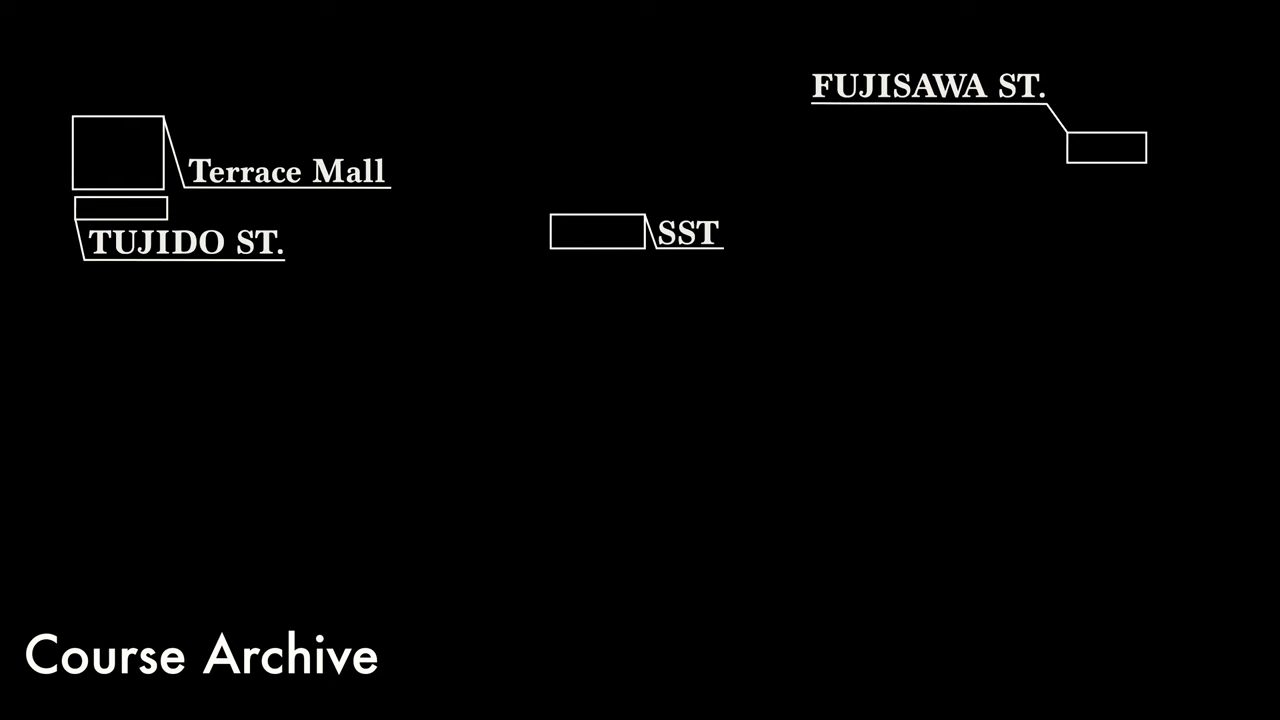 FUJISAWA ST.
Terrace Mall
SST
TUJIDO ST.
Course Archive